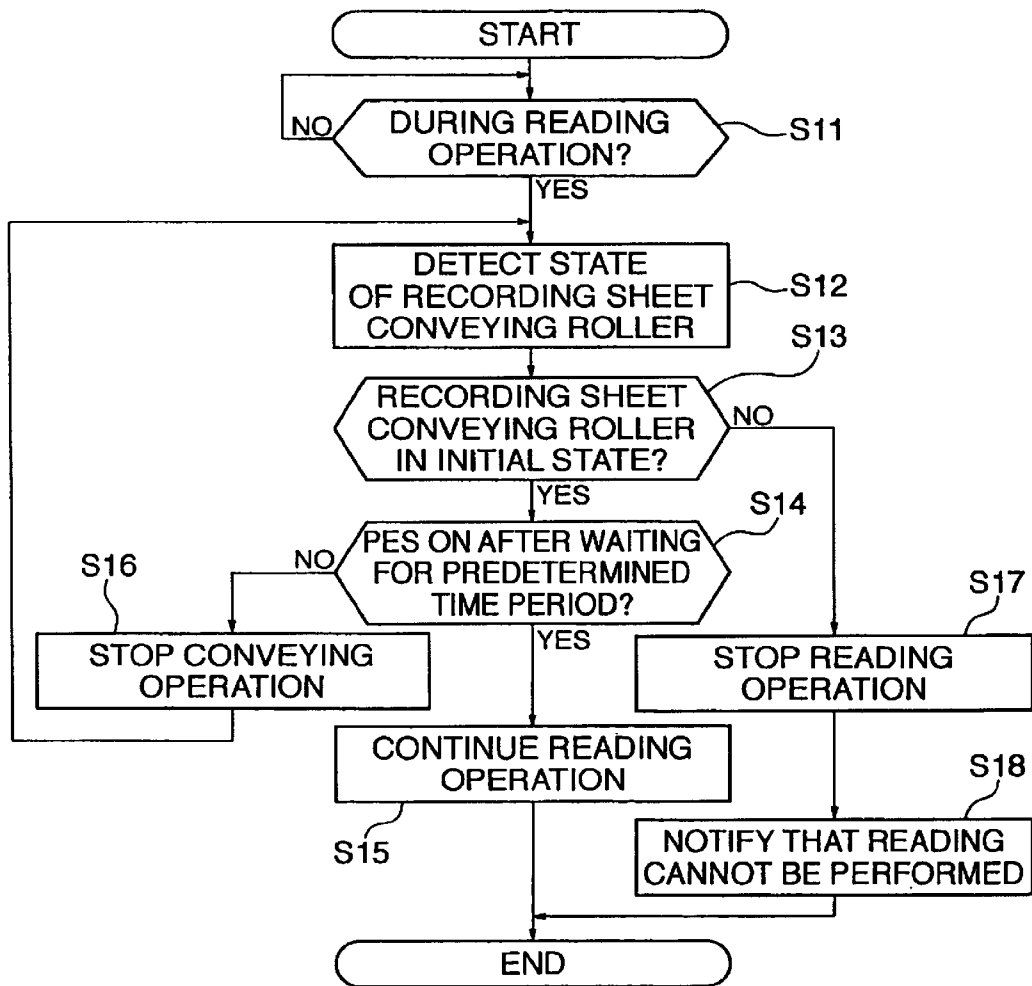 START
NO
DURING READING
OPERATION?
S11
YES
DETECT STATE
OF RECORDING SHEET
CONVEYING ROLLER
S12
S13
RECORDING SHEET
CONVEYING ROLLER
IN INITIAL STATE?
NO
YES
S14
PES ON AFTER WAITING
FOR PREDETERMINED
TIME PERIOD?
NO
YES
S16
STOP CONVEYING
OPERATION
S17
STOP READING
OPERATION
CONTINUE READING
OPERATION
S15
S18
NOTIFY THAT READING
CANNOT BE PERFORMED
END